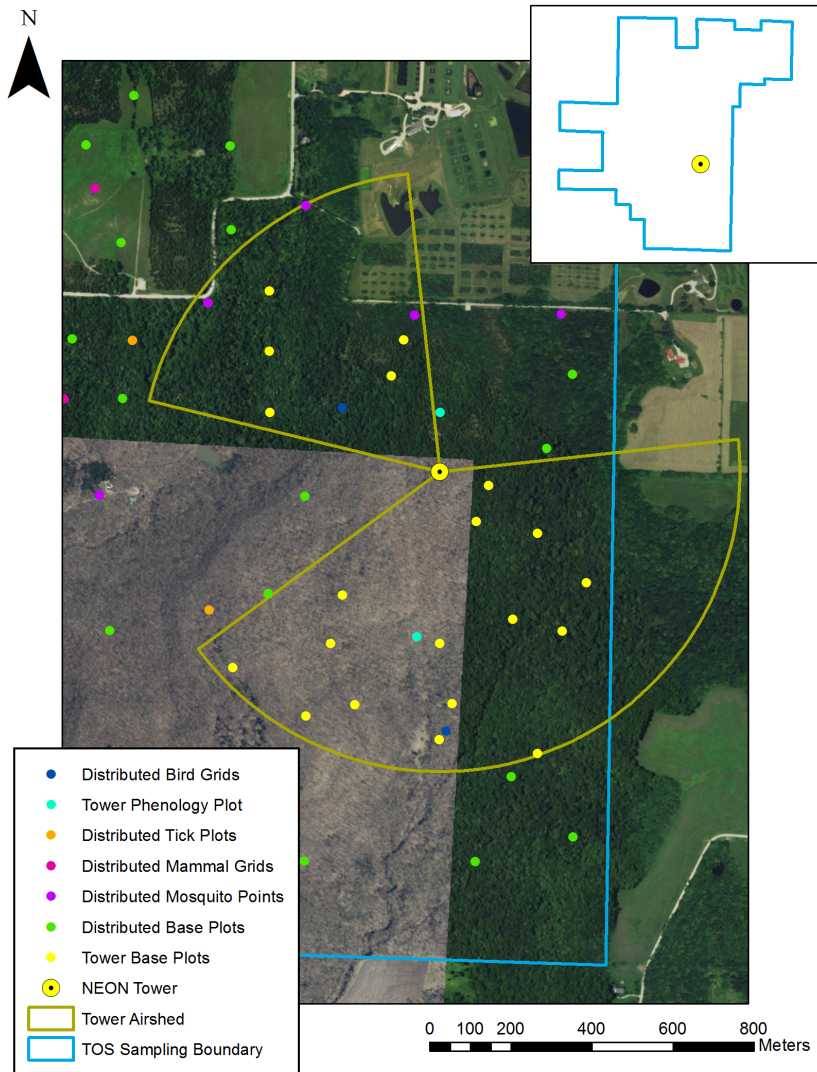 N
Distributed Bird Grids
Tower Phenology Plot
Distributed Tick Plots
Distributed Mammal Grids
Distributed Mosquito Points
Distributed Base Plots
Tower Base Plots
NEON Tower
Tower Airshed
TOS Sampling Boundary
0 100 200 400 600 800
Meters